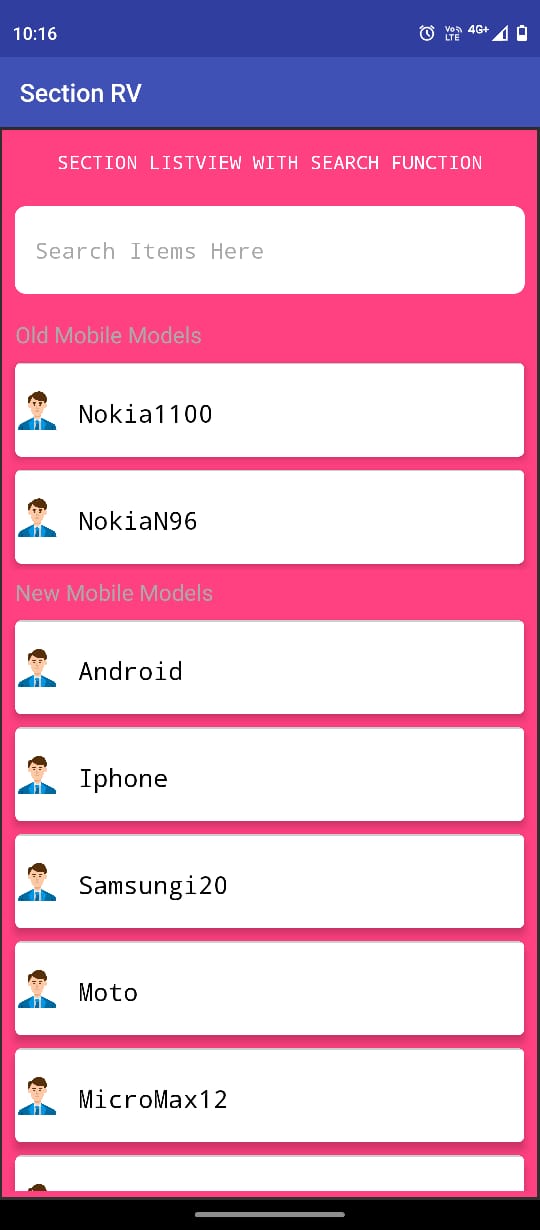 10:16
Vo
LTE
4G+
Section RV
SECTION LISTVIEW WITH SEARCH FUNCTION
Search Items Here
Old Mobile Models
Nokia1100
NokiaN96
New Mobile Models
Android
Iphone
Samsungi20
Moto
MicroMax12